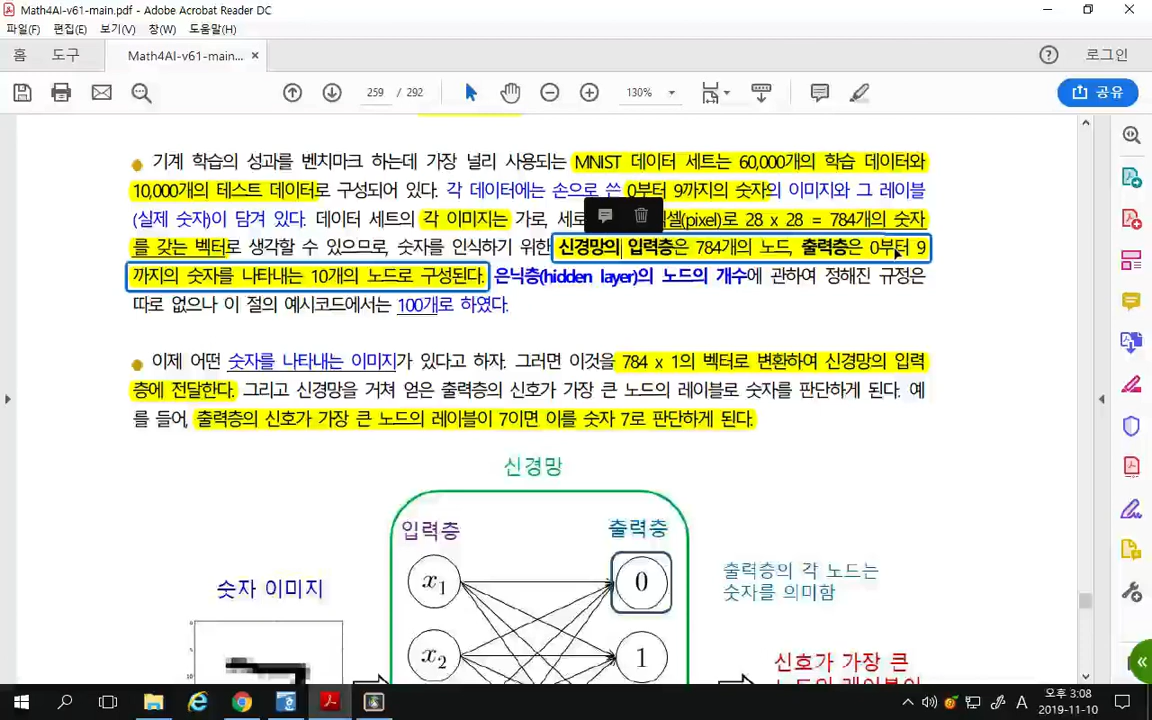 Math4AI-v61-main.pdf - Adobe Acrobat Reader DC
파일(F) 편집(E) 보기(V) 창(W) 도움말(H)
홈 도구 Math4AI-v61-main... ×
로그인
259 / 292 130% 공유
기계 학습의 성과를 벤치마크 하는데 가장 널리 사용되는 MNIST 데이터 세트는 60,000개의 학습 데이터와
10,000개의 테스트 데이터로 구성되어 있다. 각 데이터에는 손으로 쓴 0부터 9까지의 숫자의 이미지와 그 레이블
(실제 숫자)이 담겨 있다. 데이터 세트의 각 이미지는 가로, 세로 셀(pixel)로 28 x 28 = 784개의 숫자
를 갖는 벡터로 생각할 수 있으므로, 숫자를 인식하기 위한 신경망의 입력층은 784개의 노드, 출력층은 0부터 9
까지의 숫자를 나타내는 10개의 노드로 구성된다. 은닉층(hidden layer)의 노드의 개수에 관하여 정해진 규정은
따로 없으나 이 절의 예시코드에서는 100개로 하였다.
이제 어떤 숫자를 나타내는 이미지가 있다고 하자. 그러면 이것을 784 x 1의 벡터로 변환하여 신경망의 입력
층에 전달한다. 그리고 신경망을 거쳐 얻은 출력층의 신호가 가장 큰 노드의 레이블로 숫자를 판단하게 된다. 예
를 들어, 출력층의 신호가 가장 큰 노드의 레이블이 7이면 이를 숫자 7로 판단하게 된다.
신경망
입력층 출력층
x₁ 0
출력층의 각 노드는
숫자를 의미함
숫자 이미지
x₂ 1
신호가 가장 큰
노드의 레이블이
A 오후 3:08
2019-11-10